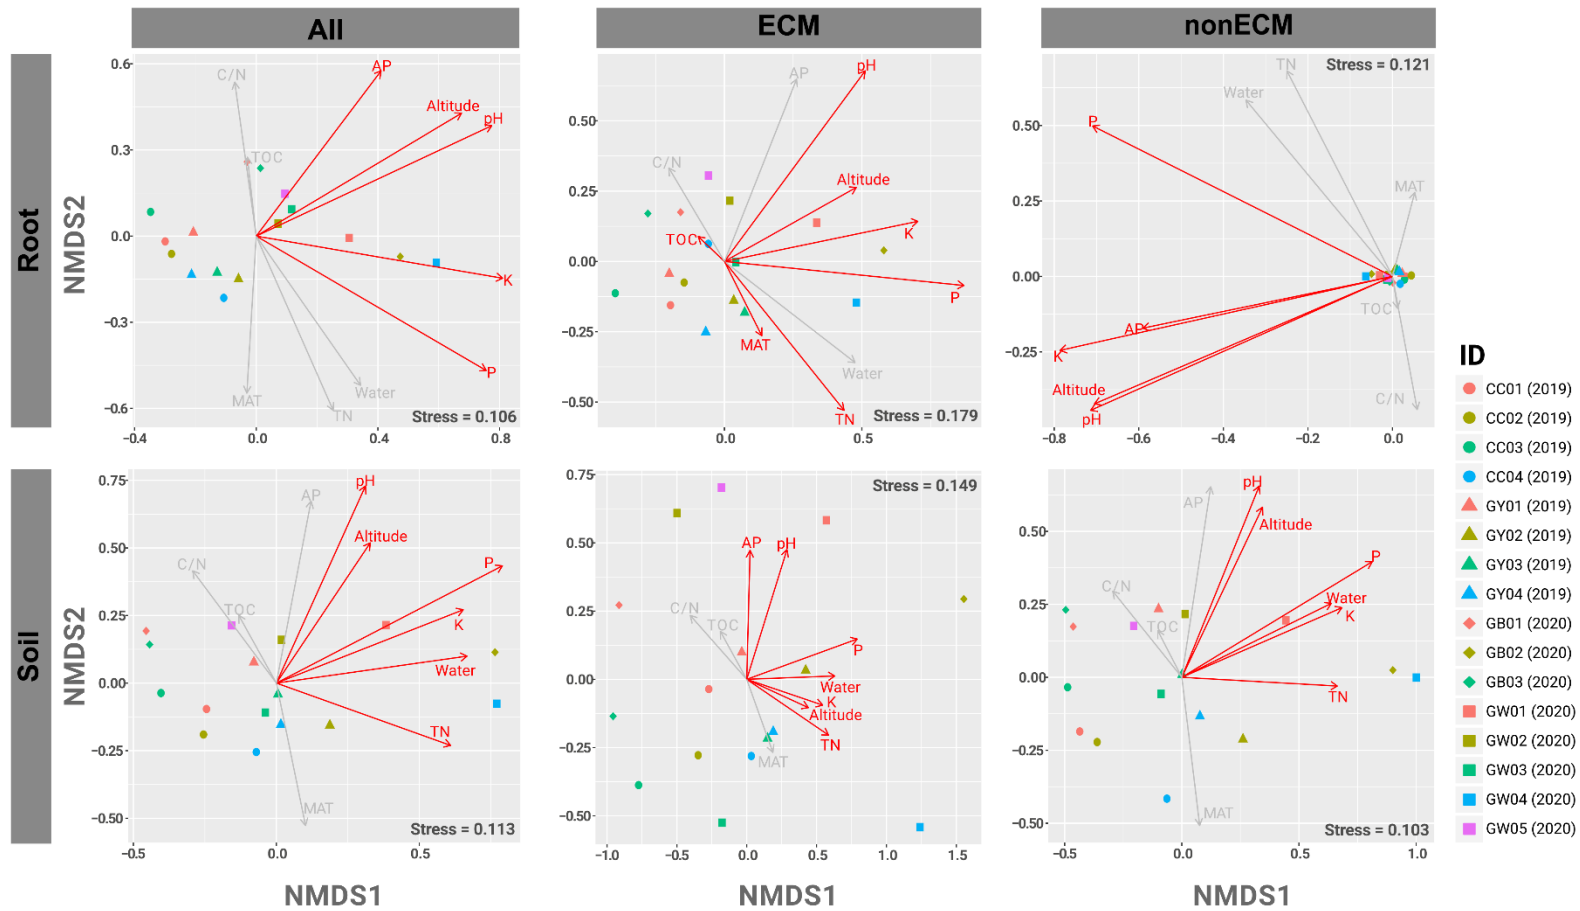 All
ECM
nonECM
Root
Soil
NMDS2
NMDS2
0.6
0.3
0.0
−0.3
−0.6
−0.4
0.0
0.4
0.8
C/N
AP
Altitude
pH
TOC
K
P
MAT
Water
TN
Stress = 0.106
0.50
0.25
0.00
−0.25
−0.50
0.0
0.5
AP
pH
C/N
Altitude
TOC
K
P
MAT
Water
TN
Stress = 0.179
0.50
0.00
−0.25
−0.8
−0.6
−0.4
−0.2
0.0
TN
Stress = 0.121
Water
P
MAT
TOC
AP
K
Altitude
pH
C/N
0.75
0.50
0.25
0.00
−0.25
−0.50
−0.5
0.0
0.5
pH
AP
Altitude
C/N
P
TOC
K
Water
TN
MAT
Stress = 0.113
0.75
0.50
0.25
0.00
−0.25
−0.50
−1.0
−0.5
0.0
0.5
1.0
1.5
Stress = 0.149
AP
pH
C/N
TOC
P
Water
K
Altitude
TN
MAT
0.50
0.25
0.00
−0.25
−0.50
−0.5
0.0
0.5
1.0
pH
AP
Altitude
P
C/N
Water
K
TOC
TN
MAT
Stress = 0.103
NMDS1
NMDS1
NMDS1
ID
CC01 (2019)
CC02 (2019)
CC03 (2019)
CC04 (2019)
GY01 (2019)
GY02 (2019)
GY03 (2019)
GY04 (2019)
GB01 (2020)
GB02 (2020)
GB03 (2020)
GW01 (2020)
GW02 (2020)
GW03 (2020)
GW04 (2020)
GW05 (2020)